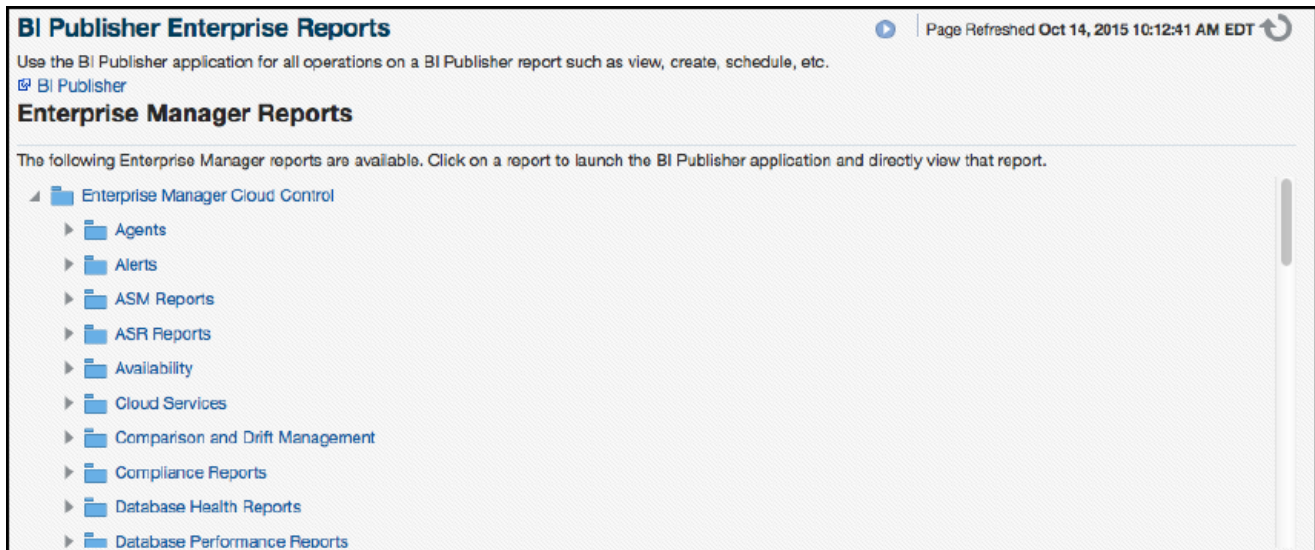 BI Publisher Enterprise Reports
Page Refreshed Oct 14, 2015 10:12:41 AM EDT
Use the BI Publisher application for all operations on a BI Publisher report such as view, create, schedule, etc.
BI Publisher
Enterprise Manager Reports
The following Enterprise Manager reports are available. Click on a report to launch the BI Publisher application and directly view that report.
Enterprise Manager Cloud Control
Agents
Alerts
ASM Reports
ASR Reports
Availability
Cloud Services
Comparison and Drift Management
Compliance Reports
Database Health Reports
Database Performance Reports